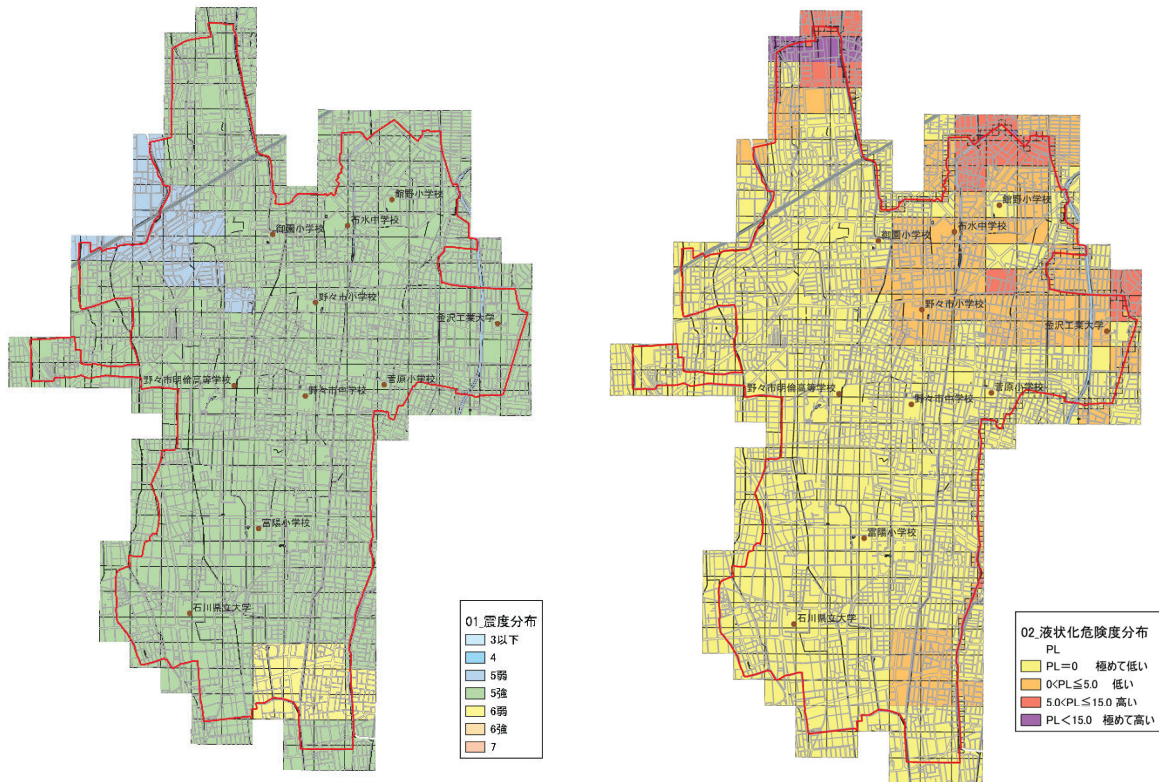 館野小学校
布水中学校
御園小学校
野々市小学校
金沢工業大学
野々市明倫高等学校
菅原小学校
野々市中学校
富陽小学校
石川県立大学
01_震度分布
3以下
4
5弱
5強
6弱
6強
7
館野小学校
布水中学校
御園小学校
野々市小学校
金沢工業大学
野々市明倫高等学校
菅原小学校
野々市中学校
富陽小学校
石川県立大学
02_液状化危険度分布
PL
PL=0 極めて低い
0<PL≦5.0 低い
5.0<PL≦15.0 高い
PL<15.0 極めて高い